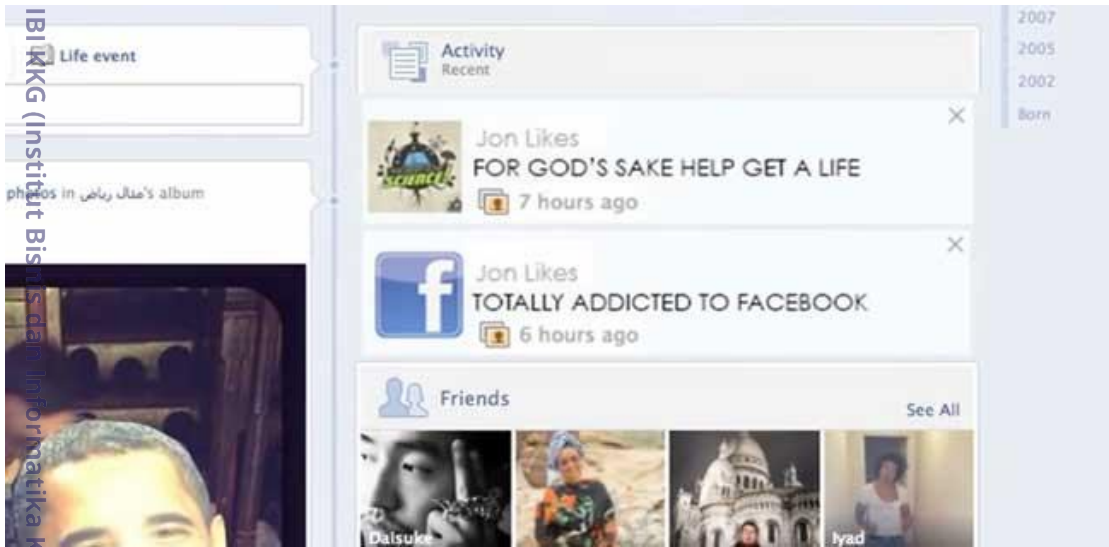 IBI KKG (Institut Bisnis dan Informatika K
Life event
photos in منال رياض's album
Activity
Recent
Jon Likes
FOR GOD'S SAKE HELP GET A LIFE
7 hours ago
SCIENCE!
Jon Likes
TOTALLY ADDICTED TO FACEBOOK
6 hours ago
f
Friends
See All
Daisuke
Iyad
2007
2005
2002
Born